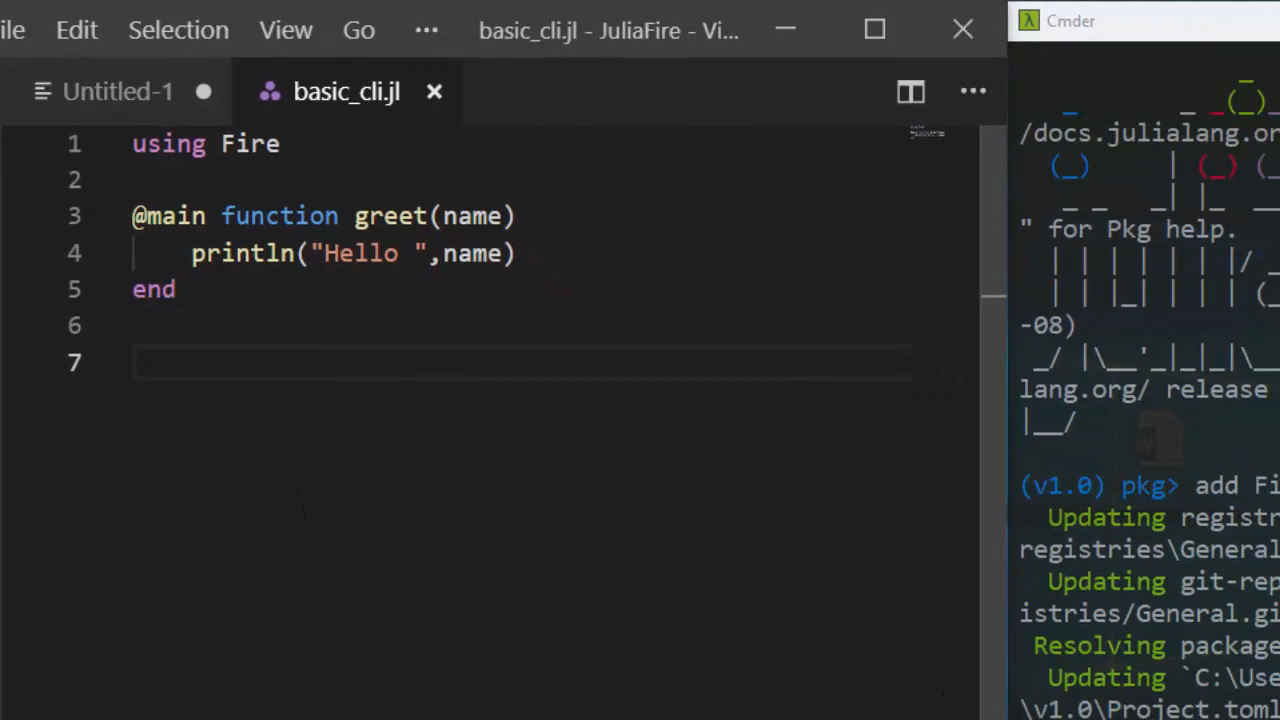 ile Edit Selection View Go ··· basic_cli.jl - JuliaFire - Vi...
Untitled-1 basic_cli.jl
1 using Fire
2
3 @main function greet(name)
4 println("Hello ",name)
5 end
6
7
Cmder
/docs.julialang.or
" for Pkg help.
-08)
lang.org/ release
(v1.0) pkg> add Fi
Updating registr
registries\General
Updating git-rep
istries/General.gi
Resolving package
Updating `C:\Use
\v1.0\Project.toml